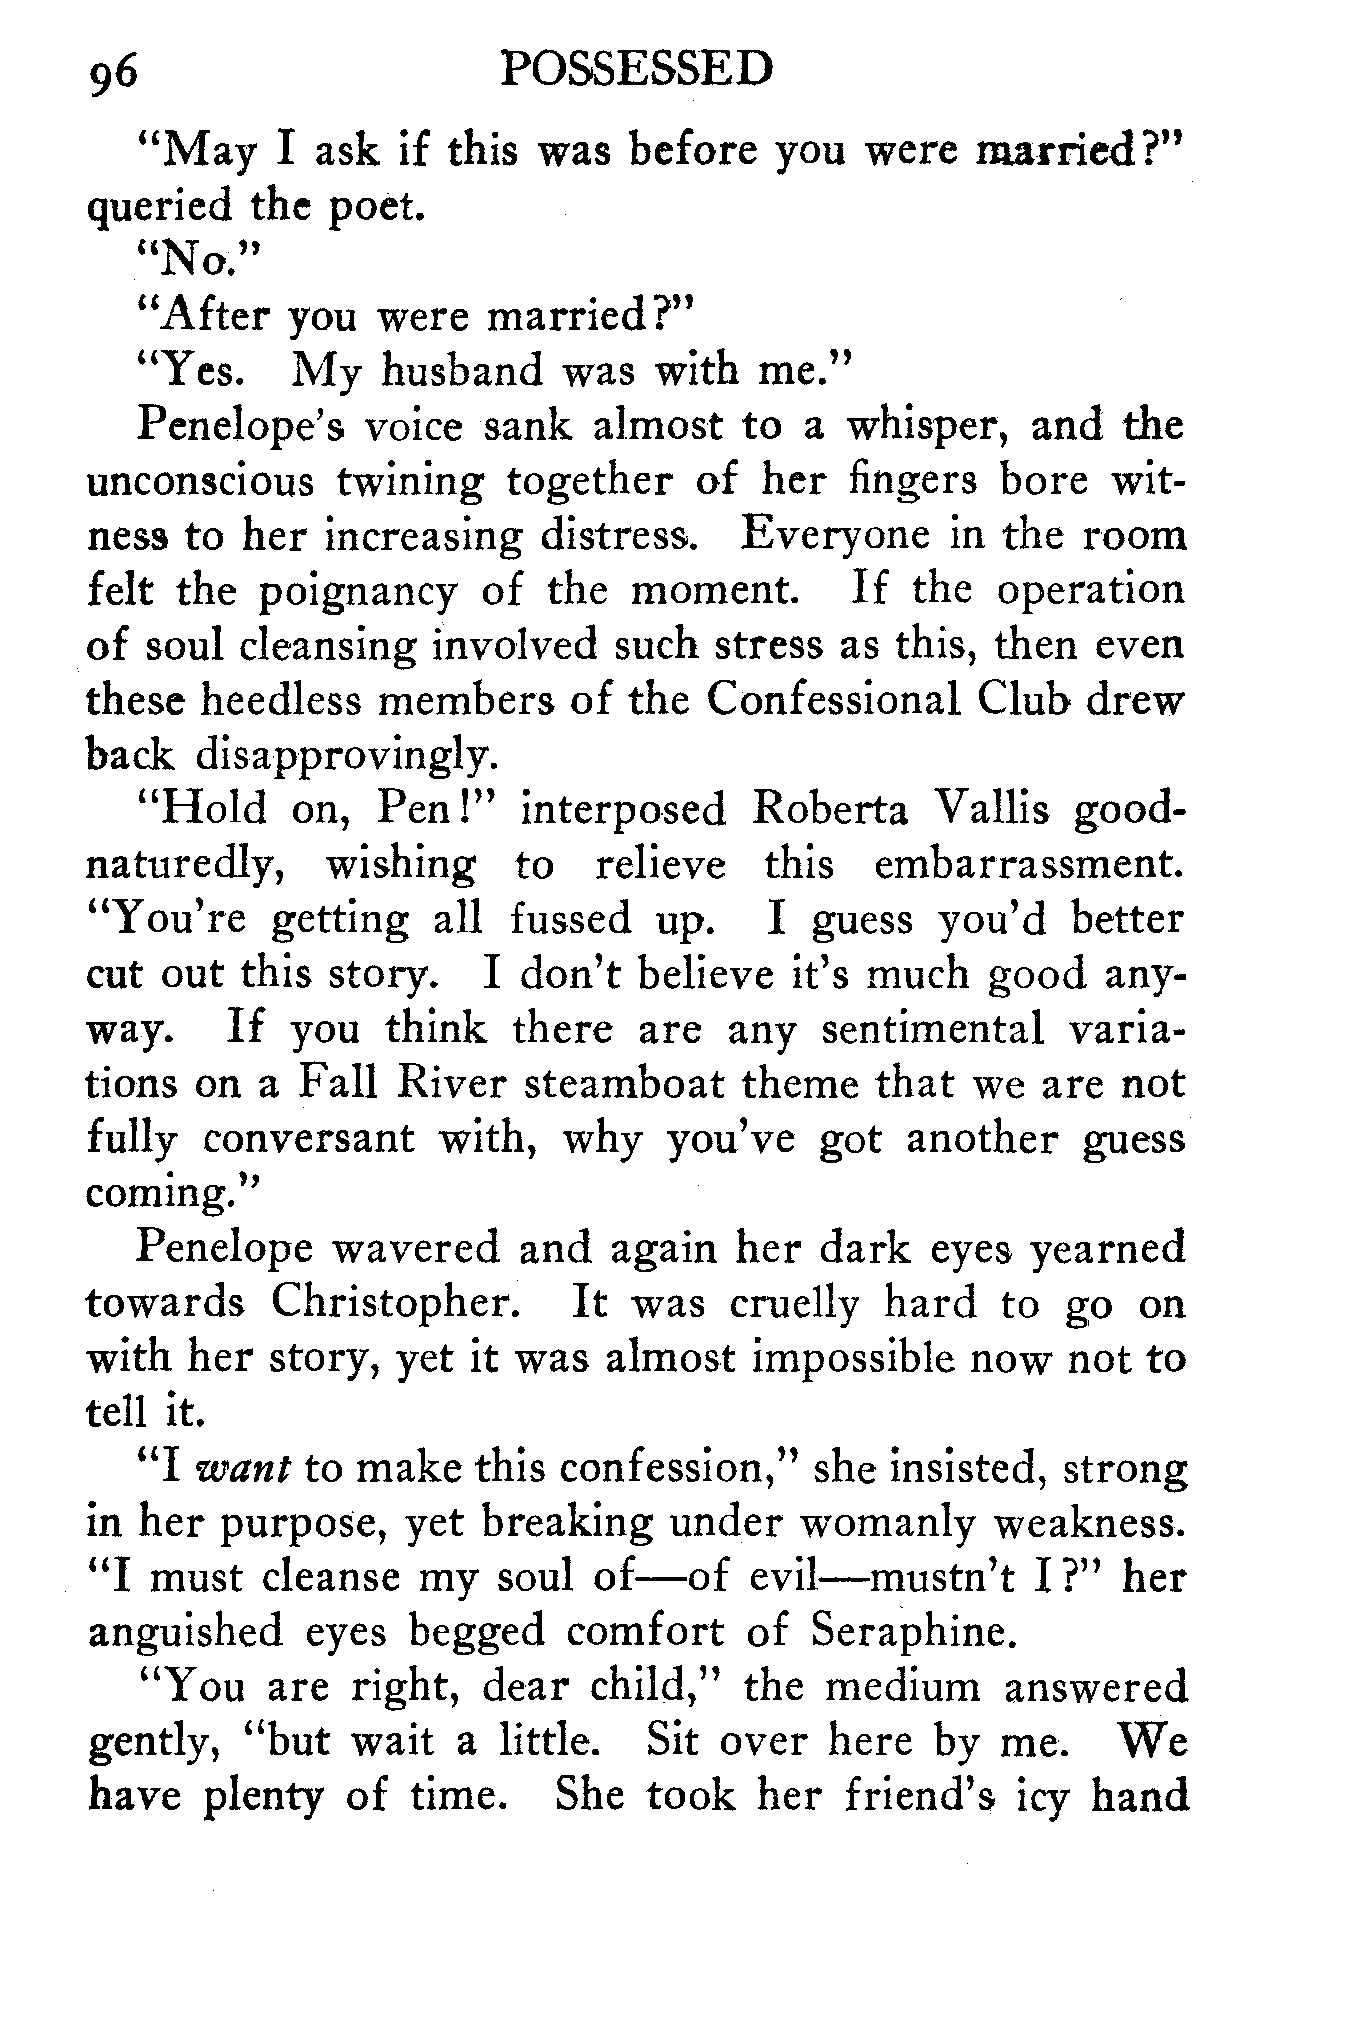 96 POSSESSED
"May I ask if this was before you were married?"
queried the poet.
"No."
"After you were married?"
"Yes. My husband was with me."
Penelope's voice sank almost to a whisper, and the
unconscious twining together of her fingers bore wit-
ness to her increasing distress. Everyone in the room
felt the poignancy of the moment. If the operation
of soul cleansing involved such stress as this, then even
these heedless members of the Confessional Club drew
back disapprovingly.
"Hold on, Pen!" interposed Roberta Vallis good-
naturedly, wishing to relieve this embarrassment.
"You're getting all fussed up. I guess you'd better
cut out this story. I don't believe it's much good any-
way. If you think there are any sentimental varia-
tions on a Fall River steamboat theme that we are not
fully conversant with, why you've got another guess
coming."
Penelope wavered and again her dark eyes yearned
towards Christopher. It was cruelly hard to go on
with her story, yet it was almost impossible now not to
tell it.
"I want to make this confession," she insisted, strong
in her purpose, yet breaking under womanly weakness.
"I must cleanse my soul of—of evil—mustn't I?" her
anguished eyes begged comfort of Seraphine.
"You are right, dear child," the medium answered
gently, "but wait a little. Sit over here by me. We
have plenty of time. She took her friend's icy hand